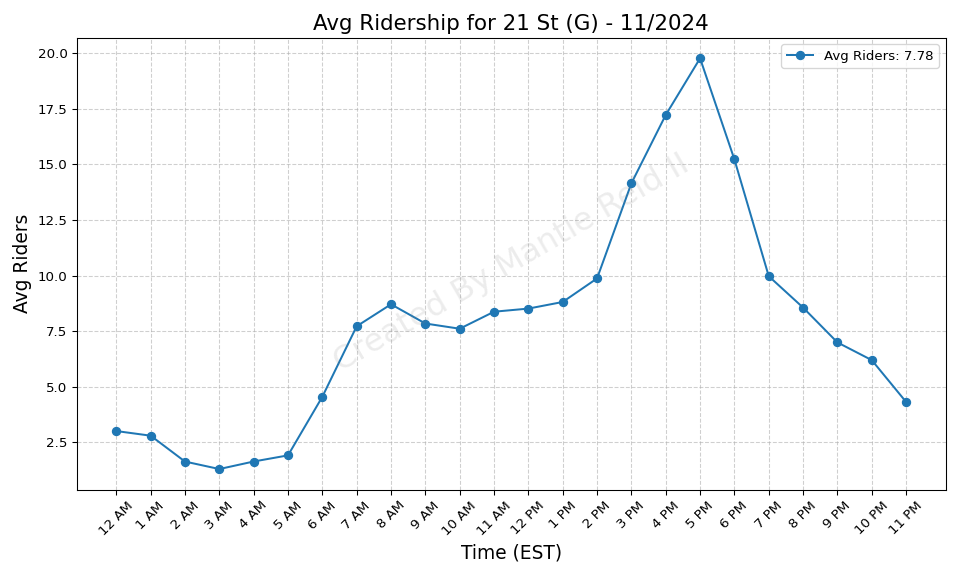 Avg Ridership for 21 St (G) - 11/2024
Avg Riders: 7.78
20.0
17.5
15.0
12.5
10.0
7.5
5.0
2.5
Avg Riders
Created By Mantle Reid II
12 AM
1 AM
2 AM
3 AM
4 AM
5 AM
6 AM
7 AM
8 AM
9 AM
10 AM
11 AM
12 PM
1 PM
2 PM
3 PM
4 PM
5 PM
6 PM
7 PM
8 PM
9 PM
10 PM
11 PM
Time (EST)